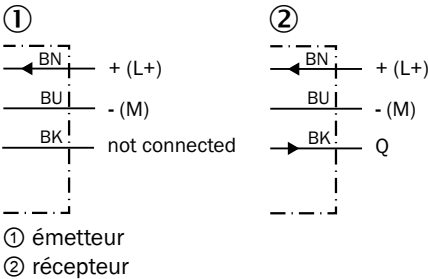 ① ②
BN + (L+) BN + (L+)
BU - (M) BU - (M)
BK not connected BK Q
① émetteur
② récepteur